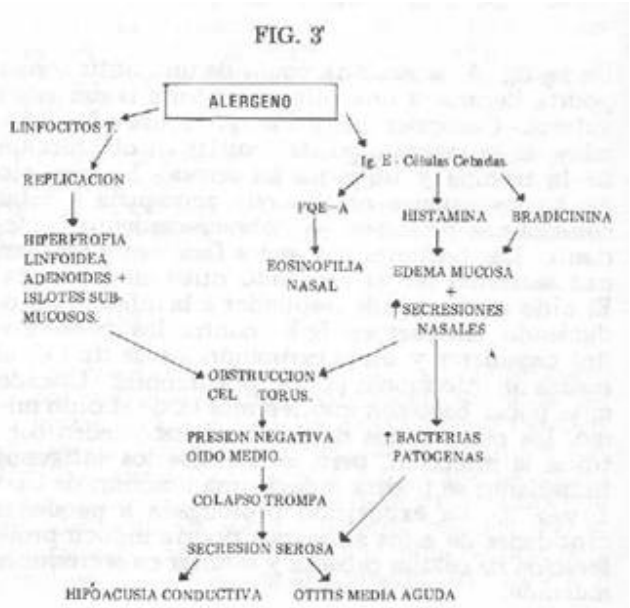 FIG. 3'
ALERGENO
LINFOCITOS T.
Ig. E - Células Cebadas.
REPLICACION
FQE-A
HISTAMINA
BRADICININA
HIFERFROFIA
LINFOIDEA
ADENOIDES +
ISLOTES SUB-
MUCOSOS.
EOSINOFILIA
NASAL
EDEMA MUCOSA
+
↑SECRESIONES
NASALES
OBSTRUCCION
CEL TORUS.
PRESION NEGATIVA
OIDO MEDIO.
↑BACTERIAS
PATOGENAS
COLAPSO TROMPA
SECRESION SEROSA
HIPOACUSIA CONDUCTIVA
OTITIS MEDIA AGUDA